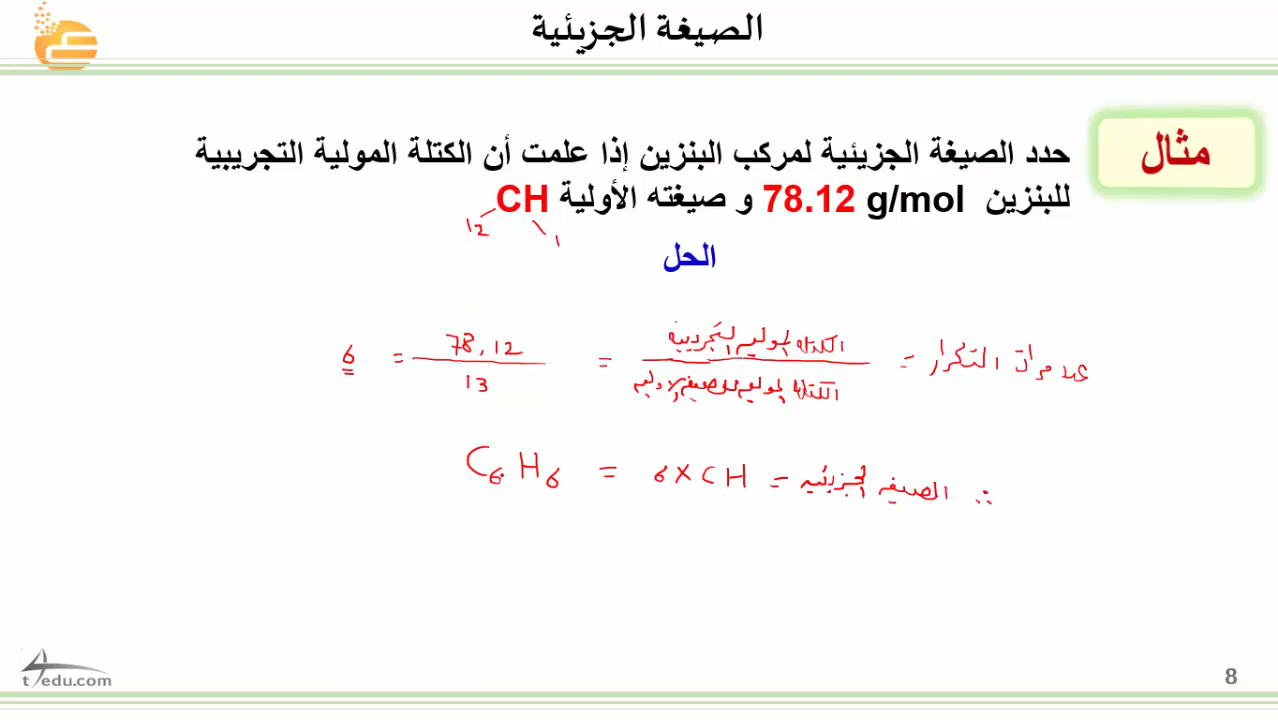 الصيغة الجزيئية
مثال
حدد الصيغة الجزيئية لمركب البنزين إذا علمت أن الكتلة المولية التجريبية
للبنزين 78.12 g/mol و صيغته الأولية CH
12 1
الحل
عدد مرات التكرار = الكتلة المولية التجريبية / الكتلة المولية للصيغة الاولية = 78,12 / 13 = 6
∴ الصيغة الجزيئية = 6 × CH = C6H6
t4edu.com
8